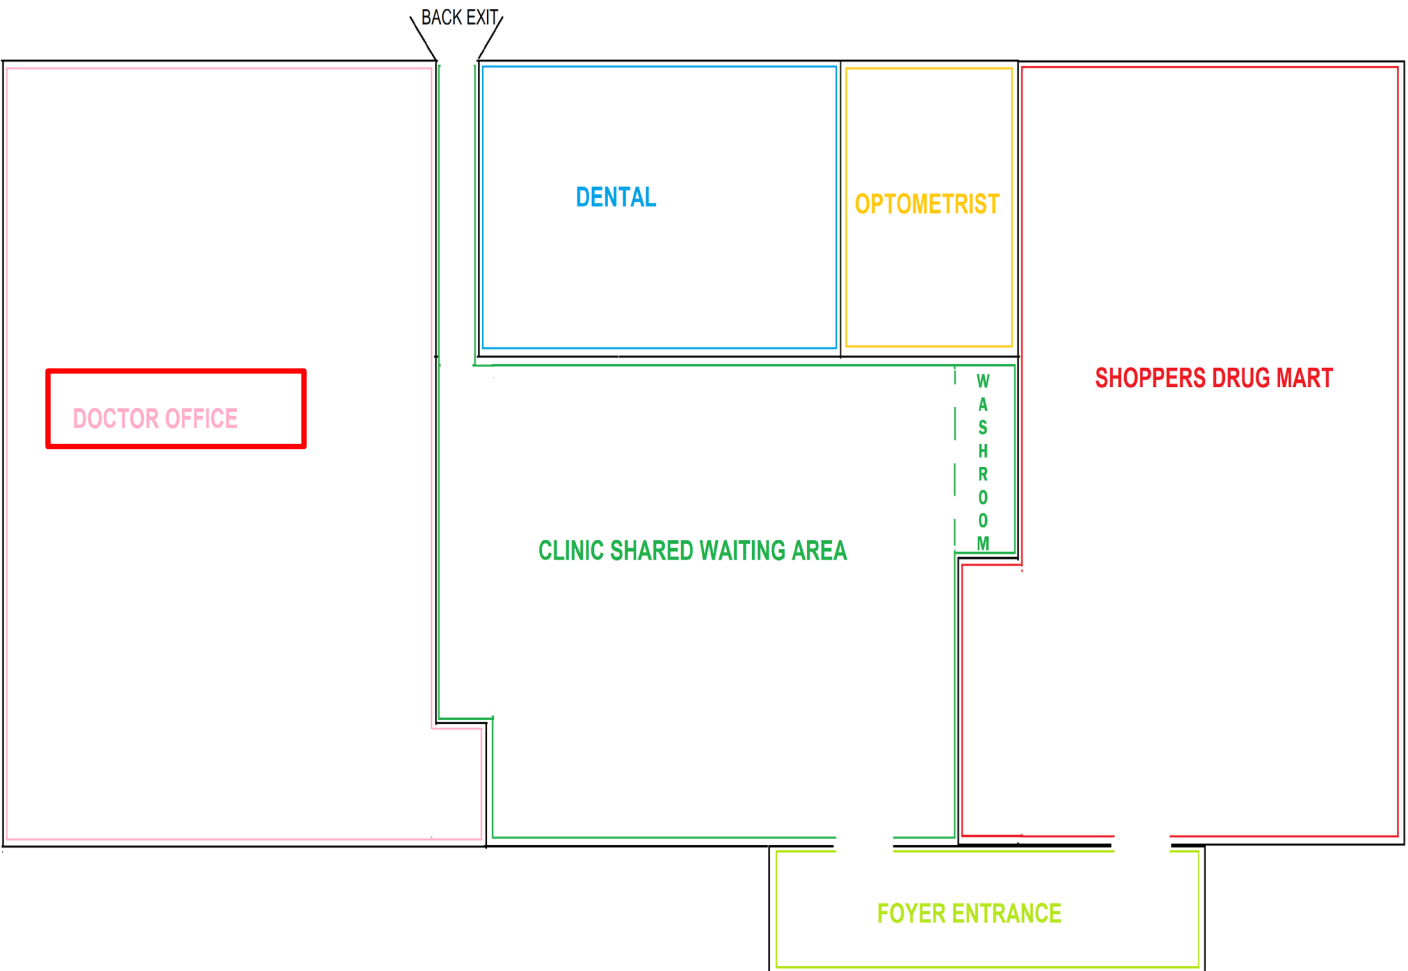 BACK EXIT
DENTAL
OPTOMETRIST
SHOPPERS DRUG MART
DOCTOR OFFICE
WASHROOM
CLINIC SHARED WAITING AREA
FOYER ENTRANCE